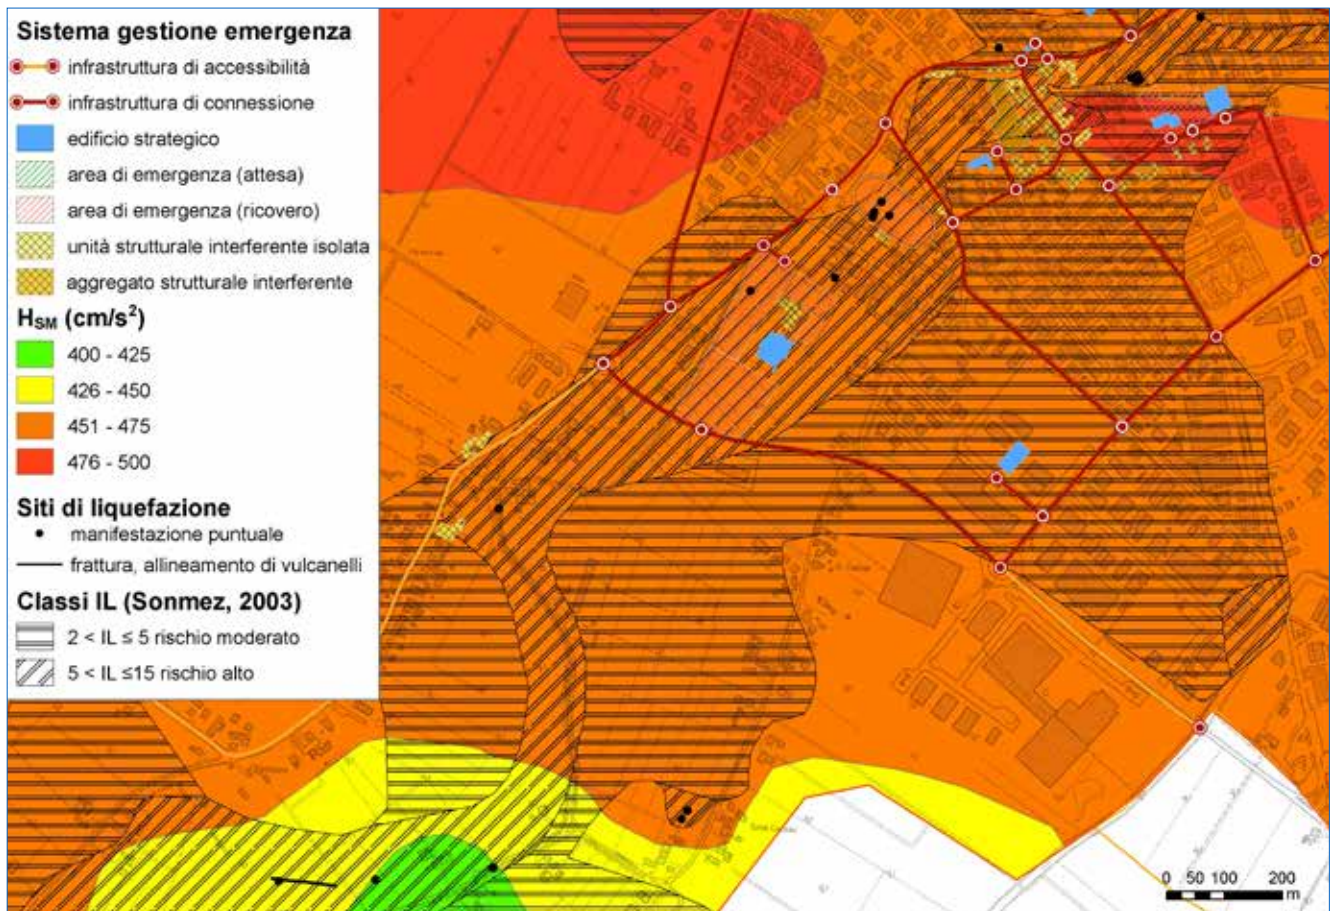 Sistema gestione emergenza
infrastruttura di accessibilità
infrastruttura di connessione
edificio strategico
area di emergenza (attesa)
area di emergenza (ricovero)
unità strutturale interferente isolata
aggregato strutturale interferente
HSM (cm/s²)
400 - 425
426 - 450
451 - 475
476 - 500
Siti di liquefazione
manifestazione puntuale
frattura, allineamento di vulcanelli
Classi IL (Sonmez, 2003)
2 < IL ≤ 5 rischio moderato
5 < IL ≤15 rischio alto
0 50 100 200
m